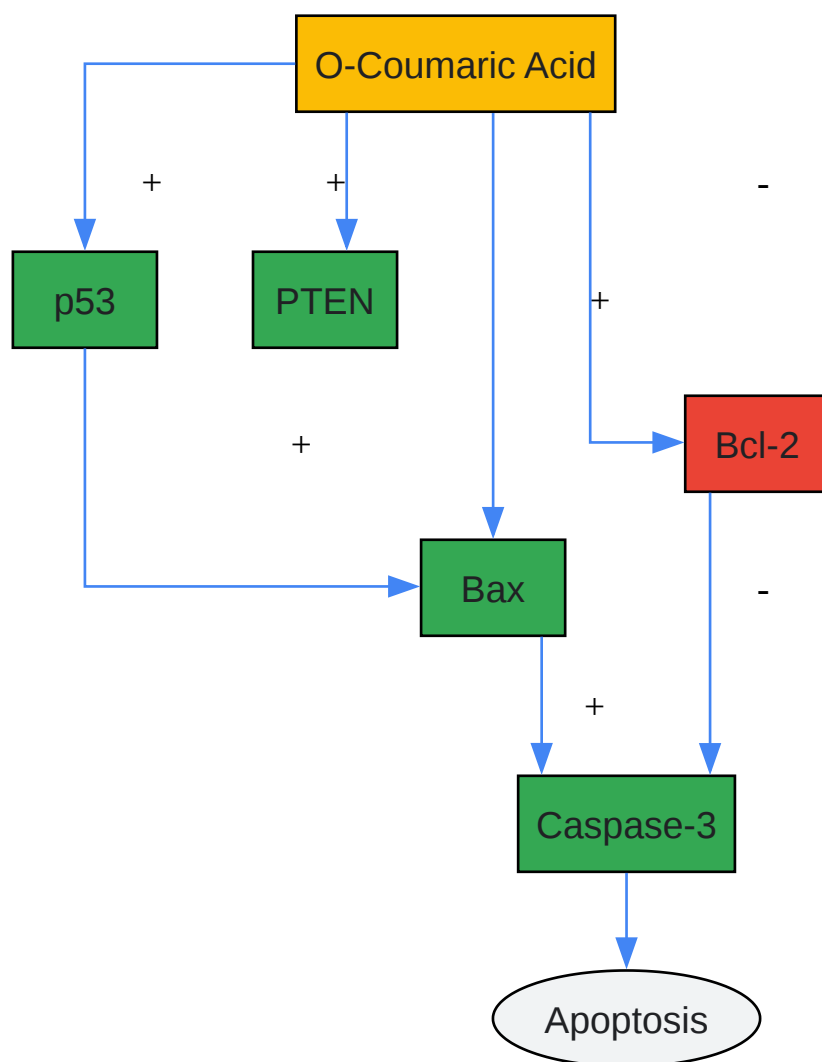 O-Coumaric Acid
+
+
-
p53
PTEN
+
Bcl-2
+
Bax
-
+
Caspase-3
Apoptosis